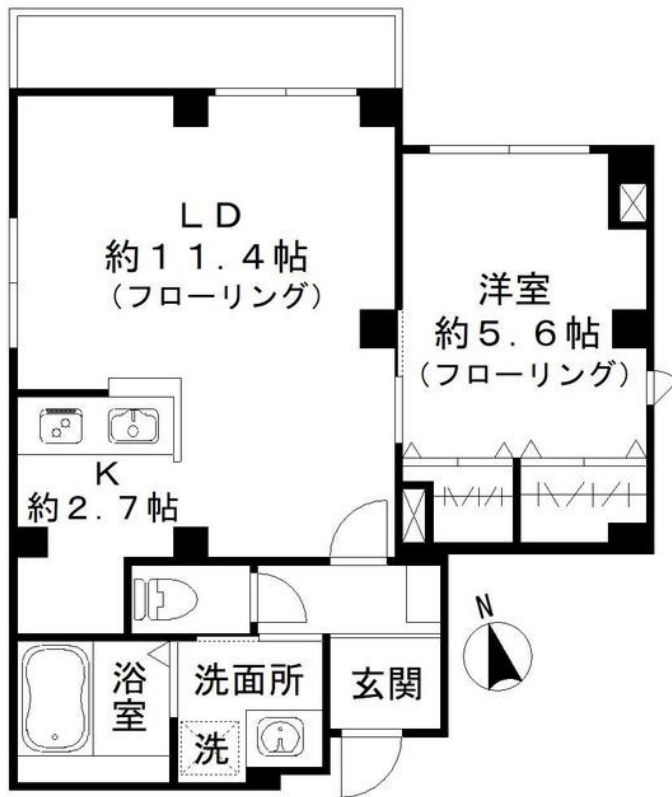 ＬＤ
約１１．４帖
（フローリング）
洋室
約５．６帖
（フローリング）
Ｋ
約２．７帖
N
浴室
洗面所
洗
玄関